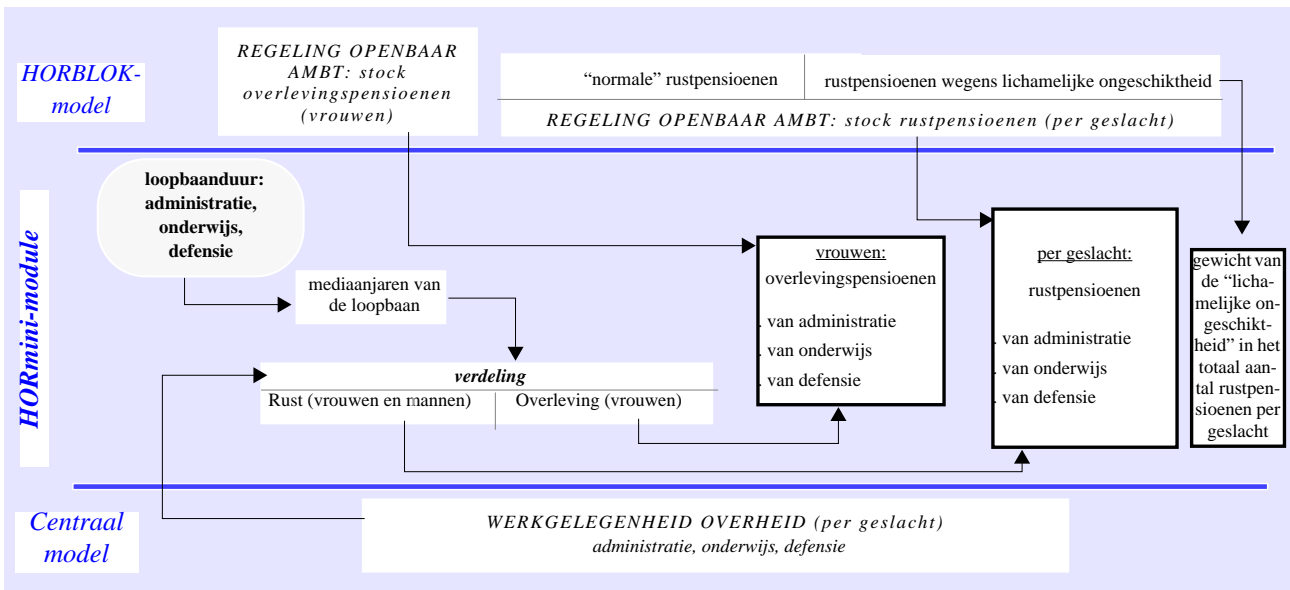 HORBLOK-
model
REGELING OPENBAAR
AMBT: stock
overlevingspensioenen
(vrouwen)
“normale” rustpensioenen
rustpensioenen wegens lichamelijke ongeschiktheid
REGELING OPENBAAR AMBT: stock rustpensioenen (per geslacht)
HORmini-module
loopbaanduur:
administratie,
onderwijs,
defensie
mediaanjaren van
de loopbaan
verdeling
Rust (vrouwen en mannen)
Overleving (vrouwen)
vrouwen:
overlevingspensioenen
. van administratie
. van onderwijs
. van defensie
per geslacht:
rustpensioenen
. van administratie
. van onderwijs
. van defensie
gewicht van
de “licha-
melijke on-
geschikt-
heid” in het
totaal aan-
tal rustpen-
sioenen per
geslacht
Centraal
model
WERKGELEGENHEID OVERHEID (per geslacht)
administratie, onderwijs, defensie